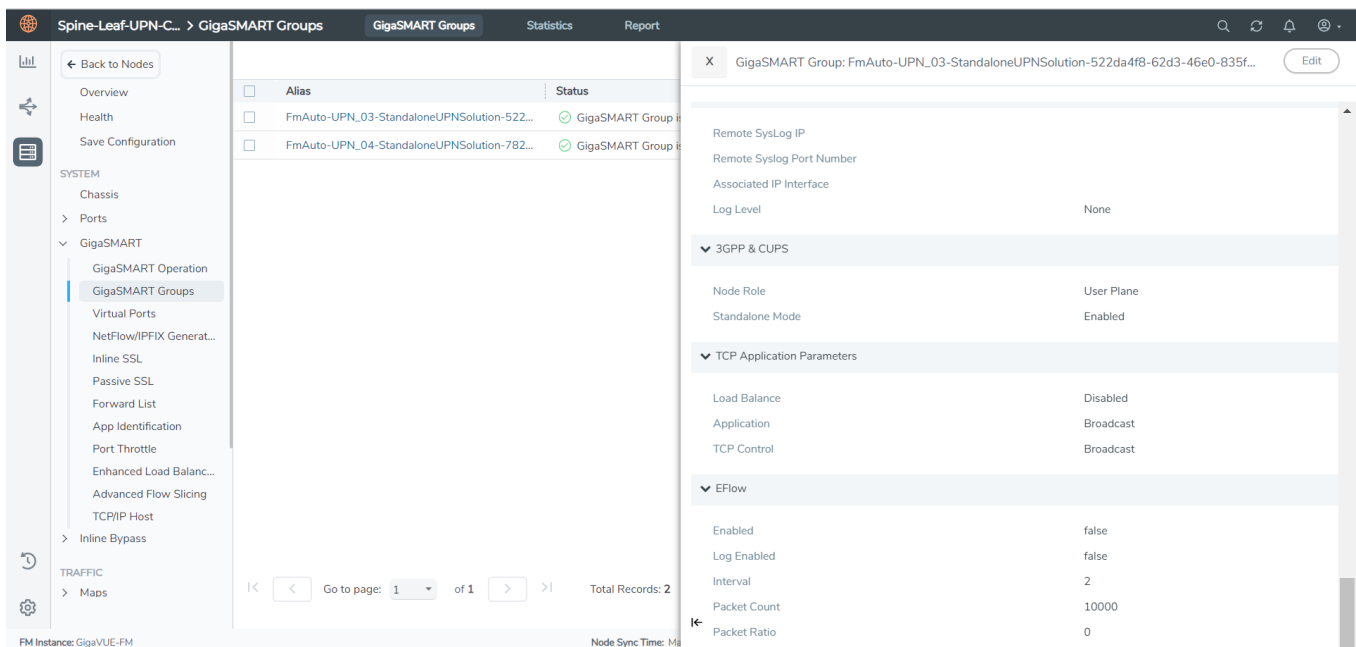 Spine-Leaf-UPN-C... > GigaSMART Groups GigaSMART Groups Statistics Report
← Back to Nodes
Overview
Health
Save Configuration
SYSTEM
Chassis
> Ports
GigaSMART
GigaSMART Operation
GigaSMART Groups
Virtual Ports
NetFlow/IPFIX Generat...
Inline SSL
Passive SSL
Forward List
App Identification
Port Throttle
Enhanced Load Balanc...
Advanced Flow Slicing
TCP/IP Host
> Inline Bypass
TRAFFIC
> Maps
Alias Status
FmAuto-UPN_03-StandaloneUPNSolution-522... GigaSMART Group is
FmAuto-UPN_04-StandaloneUPNSolution-782... GigaSMART Group is
Go to page: 1 of 1 Total Records: 2
X GigaSMART Group: FmAuto-UPN_03-StandaloneUPNSolution-522da4f8-62d3-46e0-835f... Edit
Remote SysLog IP
Remote Syslog Port Number
Associated IP Interface
Log Level None
3GPP & CUPS
Node Role User Plane
Standalone Mode Enabled
TCP Application Parameters
Load Balance Disabled
Application Broadcast
TCP Control Broadcast
EFlow
Enabled false
Log Enabled false
Interval 2
Packet Count 10000
Packet Ratio 0
FM Instance: GigaVUE-FM Node Sync Time: Ma